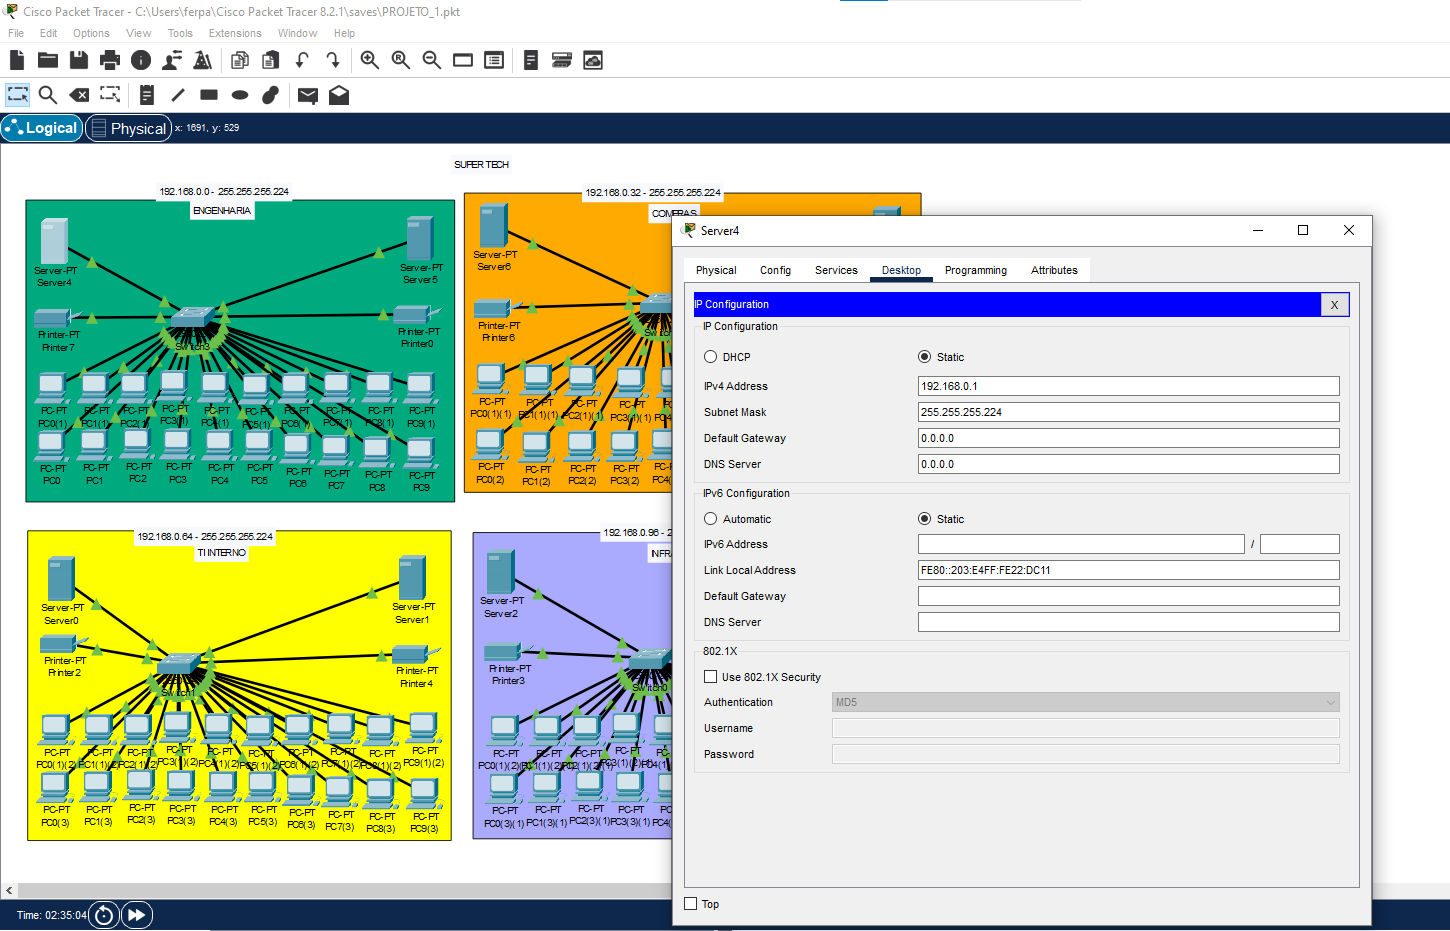 Cisco Packet Tracer - C:\Users\ferpa\Cisco Packet Tracer 8.2.1\saves\PROJETO_1.pkt
File Edit Options View Tools Extensions Window Help
Logical Physical x: 1691, y: 529
SUPER TECH
192.168.0.0 - 255.255.255.224
ENGENHARIA
Server-PT
Server4
Server-PT
Server5
Printer-PT
Printer7
Printer-PT
Printer0
Switch3
PC-PT PC-PT PC-PT PC-PT PC-PT PC-PT PC-PT PC-PT PC-PT PC-PT
PC0(1) PC1(1) PC2(1) PC3(1) PC4(1) PC5(1) PC6(1) PC7(1) PC8(1) PC9(1)
PC-PT PC-PT PC-PT PC-PT PC-PT PC-PT PC-PT PC-PT PC-PT PC-PT
PC0 PC1 PC2 PC3 PC4 PC5 PC6 PC7 PC8 PC9
192.168.0.32 - 255.255.255.224
COMPRAS
Server-PT
Server6
Printer-PT
Printer6
PC-PT PC-PT PC-PT PC-PT
PC0(1)(1) PC1(1)(1) PC2(1)(1) PC3(1)(1) PC4
PC-PT PC-PT PC-PT PC-PT PC-PT
PC0(2) PC1(2) PC2(2) PC3(2) PC4(
192.168.0.64 - 255.255.255.224
TI INTERNO
Server-PT
Server0
Server-PT
Server1
Printer-PT
Printer2
Printer-PT
Printer4
Switch1
PC-PT PC-PT PC-PT PC-PT PC-PT PC-PT PC-PT PC-PT PC-PT PC-PT
PC0(1)(2) PC1(1)(2) PC2(1)(2) PC3(1)(2) PC4(1)(2) PC5(1)(2) PC6(1)(2) PC7(1)(2) PC8(1)(2) PC9(1)(2)
PC-PT PC-PT PC-PT PC-PT PC-PT PC-PT PC-PT PC-PT PC-PT PC-PT
PC0(3) PC1(3) PC2(3) PC3(3) PC4(3) PC5(3) PC6(3) PC7(3) PC8(3) PC9(3)
192.168.0.96 - 2
INFRA
Server-PT
Server2
Printer-PT
Printer3
Switch0
PC-PT PC-PT PC-PT PC-PT
PC-PT PC-PT PC-PT PC-PT
PC0(3)(1) PC1(3)(1) PC2(3)(1) PC3(3)(1) PC4(
Server4
Physical Config Services Desktop Programming Attributes
IP Configuration X
IP Configuration
DHCP Static
IPv4 Address 192.168.0.1
Subnet Mask 255.255.255.224
Default Gateway 0.0.0.0
DNS Server 0.0.0.0
IPv6 Configuration
Automatic Static
IPv6 Address /
Link Local Address FE80::203:E4FF:FE22:DC11
Default Gateway
DNS Server
802.1X
Use 802.1X Security
Authentication MD5
Username
Password
Top
Time: 02:35:04